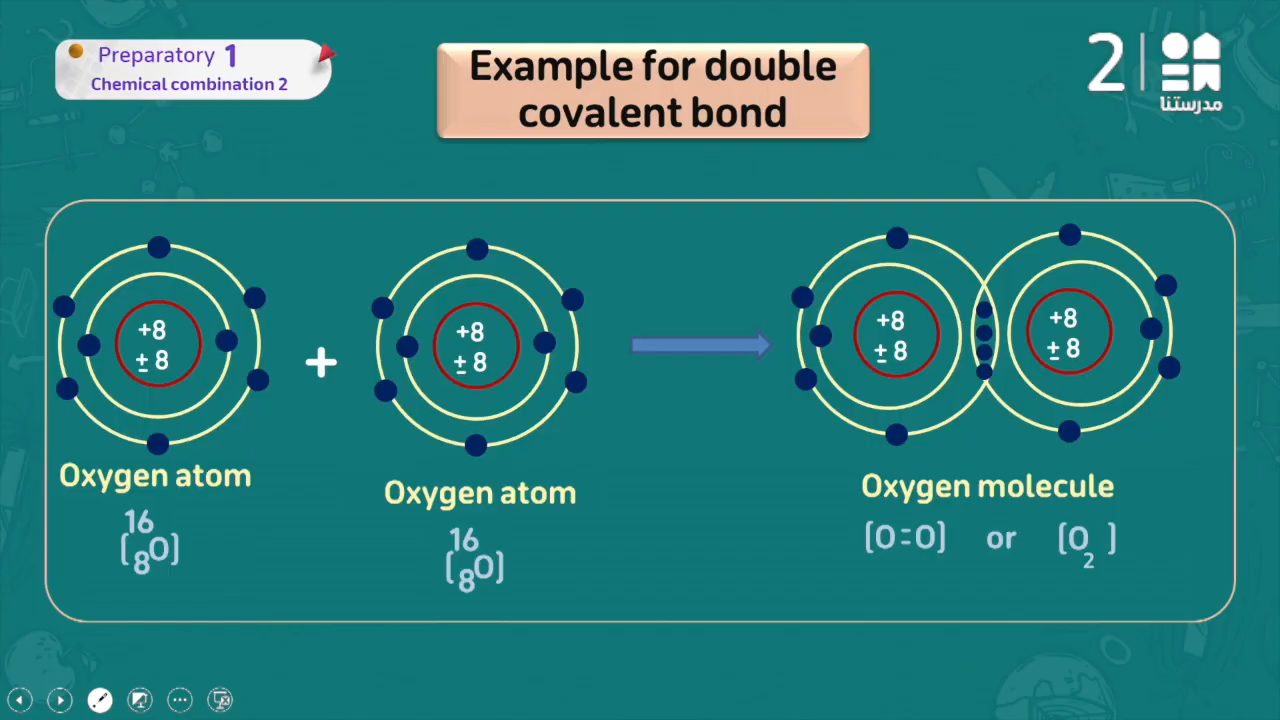 Preparatory 1
Chemical combination 2
Example for double
covalent bond
2
مدرستنا
+8
± 8
+
+8
± 8
+8
± 8
+8
± 8
Oxygen atom
16
[8O]
Oxygen atom
16
[8O]
Oxygen molecule
[O=O] or [O2]